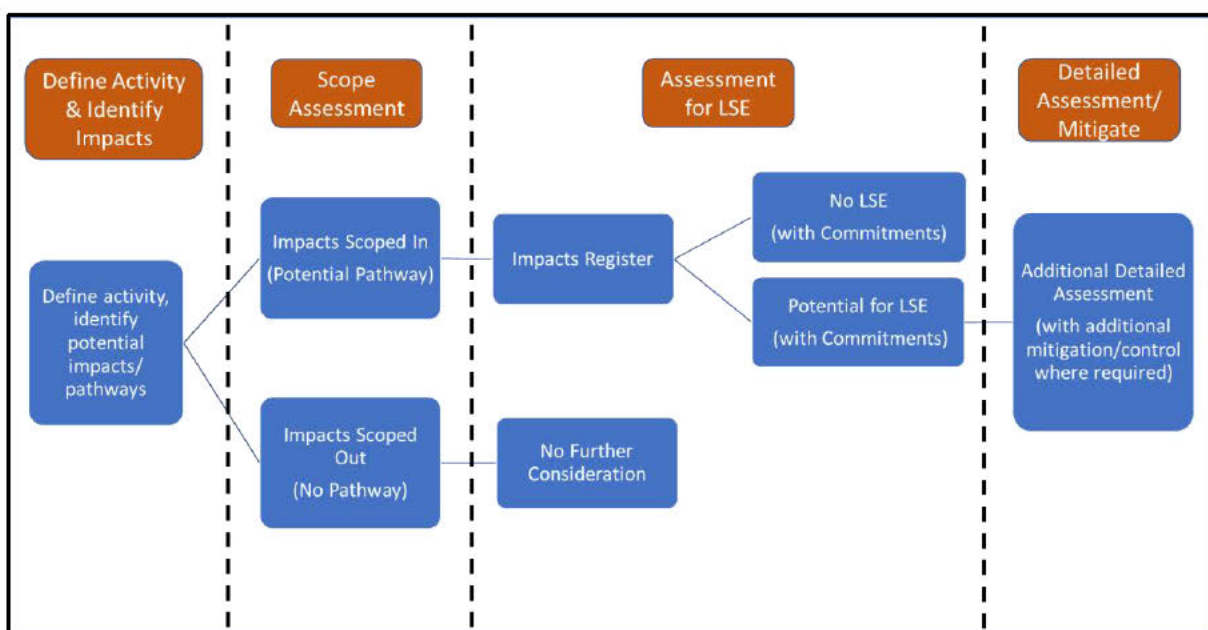 Define Activity
& Identify
Impacts
Scope
Assessment
Assessment
for LSE
Detailed
Assessment/
Mitigate
Define activity,
identify
potential
impacts/
pathways
Impacts Scoped In
(Potential Pathway)
Impacts Scoped
Out
(No Pathway)
Impacts Register
No Further
Consideration
No LSE
(with Commitments)
Potential for LSE
(with Commitments)
Additional Detailed
Assessment
(with additional
mitigation/control
where required)